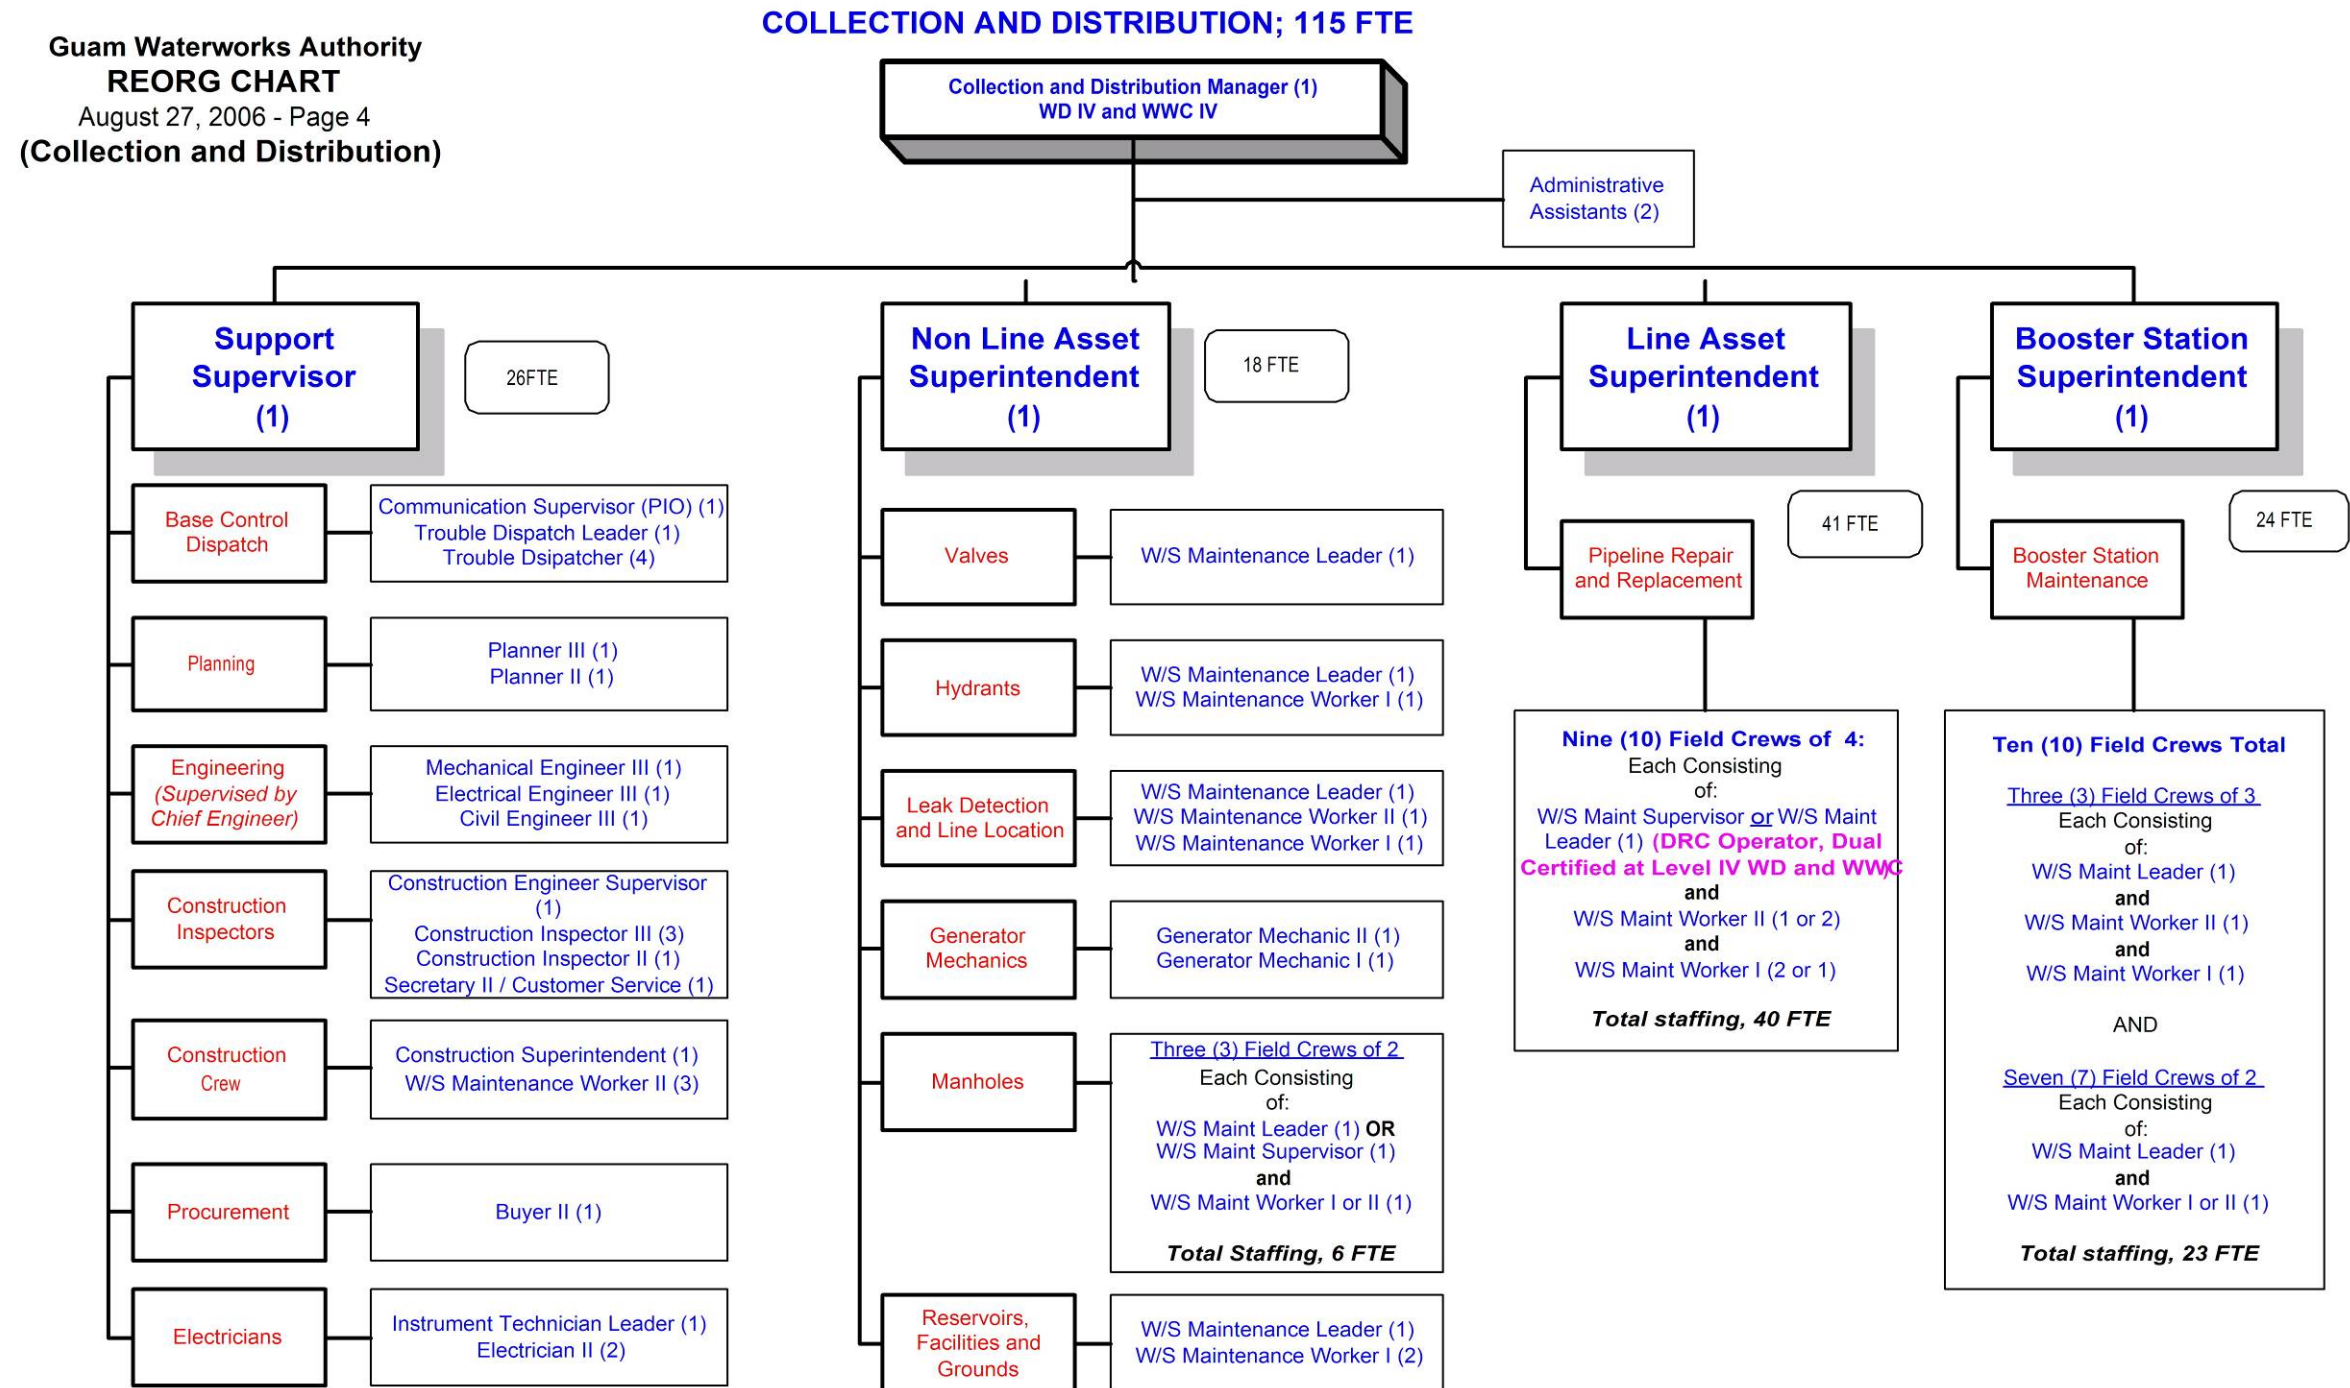 COLLECTION AND DISTRIBUTION; 115 FTE
Guam Waterworks Authority
REORG CHART
August 27, 2006 - Page 4
(Collection and Distribution)
Collection and Distribution Manager (1)
WD IV and WWC IV
Administrative
Assistants (2)
Support
Supervisor
(1)
26FTE
Base Control
Dispatch
Communication Supervisor (PIO) (1)
Trouble Dispatch Leader (1)
Trouble Dsipatcher (4)
Planning
Planner III (1)
Planner II (1)
Engineering
(Supervised by
Chief Engineer)
Mechanical Engineer III (1)
Electrical Engineer III (1)
Civil Engineer III (1)
Construction
Inspectors
Construction Engineer Supervisor
(1)
Construction Inspector III (3)
Construction Inspector II (1)
Secretary II / Customer Service (1)
Construction
Crew
Construction Superintendent (1)
W/S Maintenance Worker II (3)
Procurement
Buyer II (1)
Electricians
Instrument Technician Leader (1)
Electrician II (2)
Non Line Asset
Superintendent
(1)
18 FTE
Valves
W/S Maintenance Leader (1)
Hydrants
W/S Maintenance Leader (1)
W/S Maintenance Worker I (1)
Leak Detection
and Line Location
W/S Maintenance Leader (1)
W/S Maintenance Worker II (1)
W/S Maintenance Worker I (1)
Generator
Mechanics
Generator Mechanic II (1)
Generator Mechanic I (1)
Manholes
Three (3) Field Crews of 2
Each Consisting
of:
W/S Maint Leader (1) OR
W/S Maint Supervisor (1)
and
W/S Maint Worker I or II (1)
Total Staffing, 6 FTE
Reservoirs,
Facilities and
Grounds
W/S Maintenance Leader (1)
W/S Maintenance Worker I (2)
Line Asset
Superintendent
(1)
41 FTE
Pipeline Repair
and Replacement
Nine (10) Field Crews of 4:
Each Consisting
of:
W/S Maint Supervisor or W/S Maint
Leader (1) (DRC Operator, Dual
Certified at Level IV WD and WWC)
and
W/S Maint Worker II (1 or 2)
and
W/S Maint Worker I (2 or 1)
Total staffing, 40 FTE
Booster Station
Superintendent
(1)
24 FTE
Booster Station
Maintenance
Ten (10) Field Crews Total
Three (3) Field Crews of 3
Each Consisting
of:
W/S Maint Leader (1)
and
W/S Maint Worker II (1)
and
W/S Maint Worker I (1)
AND
Seven (7) Field Crews of 2
Each Consisting
of:
W/S Maint Leader (1)
and
W/S Maint Worker I or II (1)
Total staffing, 23 FTE